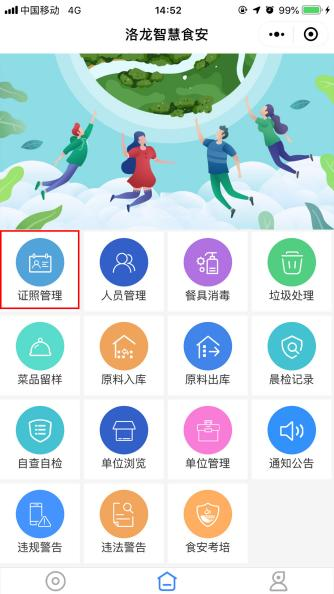 中国移动 4G 14:52 99%
洛龙智慧食安
证照管理 人员管理 餐具消毒 垃圾处理
菜品留样 原料入库 原料出库 晨检记录
自查自检 单位浏览 单位管理 通知公告
违规警告 违法警告 食安考培